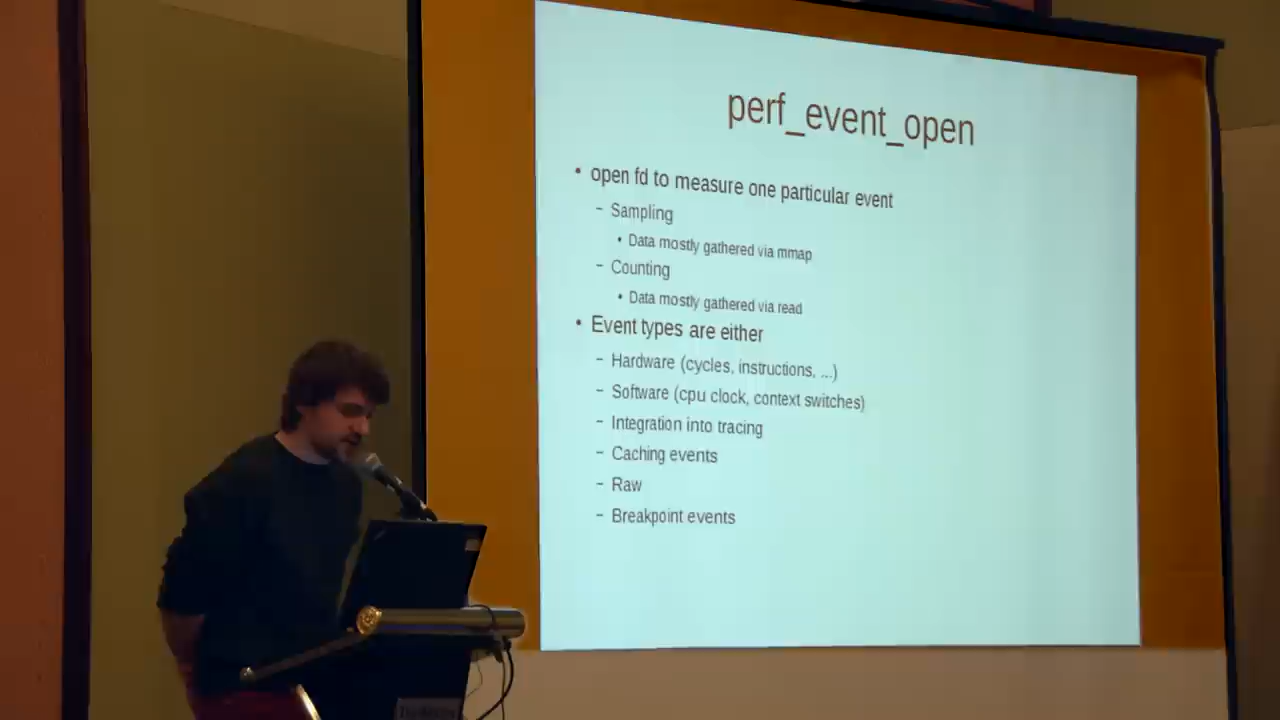 perf_event_open
• open fd to measure one particular event
– Sampling
• Data mostly gathered via mmap
– Counting
• Data mostly gathered via read
• Event types are either
– Hardware (cycles, instructions, ...)
– Software (cpu clock, context switches)
– Integration into tracing
– Caching events
– Raw
– Breakpoint events